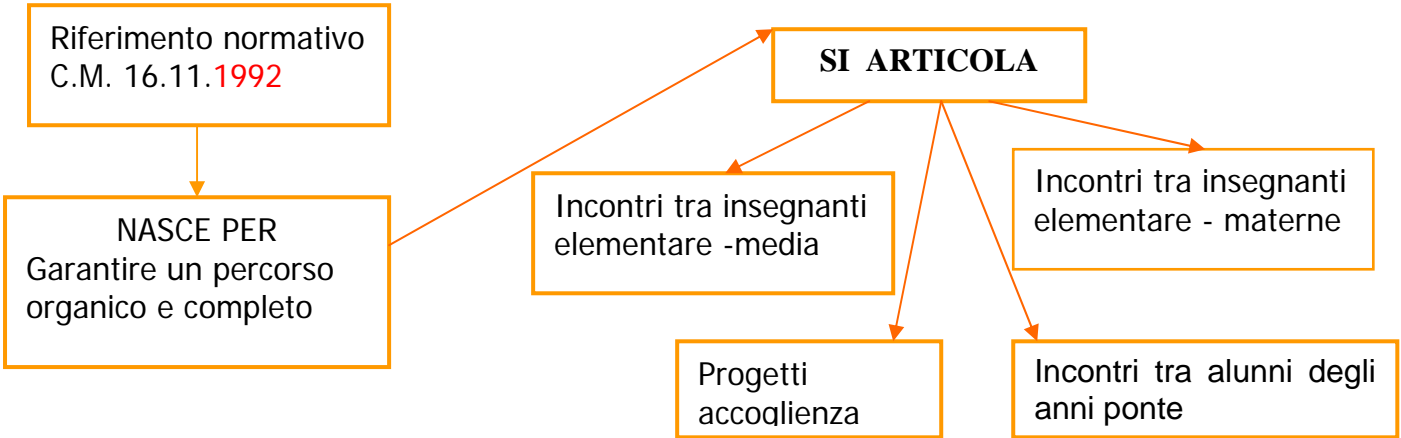 Riferimento normativo
C.M. 16.11.1992
NASCE PER
Garantire un percorso
organico e completo
SI ARTICOLA
Incontri tra insegnanti
elementare -media
Incontri tra insegnanti
elementare - materne
Progetti
accoglienza
Incontri tra alunni degli
anni ponte